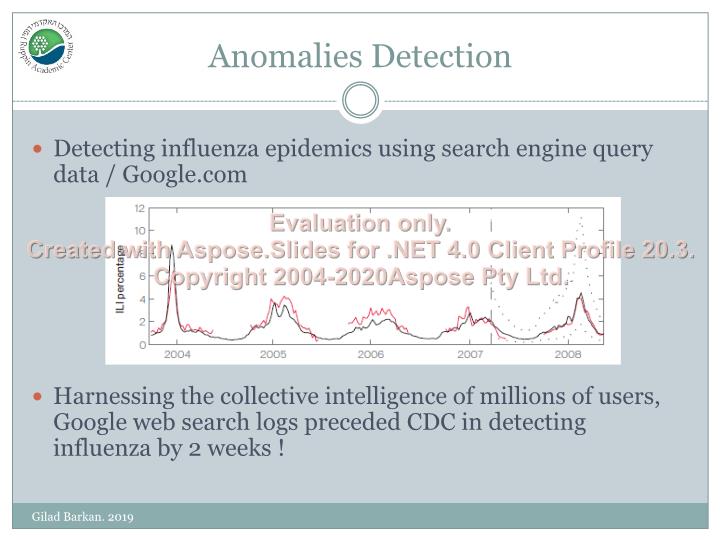 המרכז האקדמי רופין
Ruppin Academic Center
Anomalies Detection
• Detecting influenza epidemics using search engine query
data / Google.com
Evaluation only.
Created with Aspose.Slides for .NET 4.0 Client Profile 20.3.
Copyright 2004-2020Aspose Pty Ltd.
ILI percentage
12
10
8
6
4
2
0
2004 2005 2006 2007 2008
• Harnessing the collective intelligence of millions of users,
Google web search logs preceded CDC in detecting
influenza by 2 weeks !
Gilad Barkan. 2019